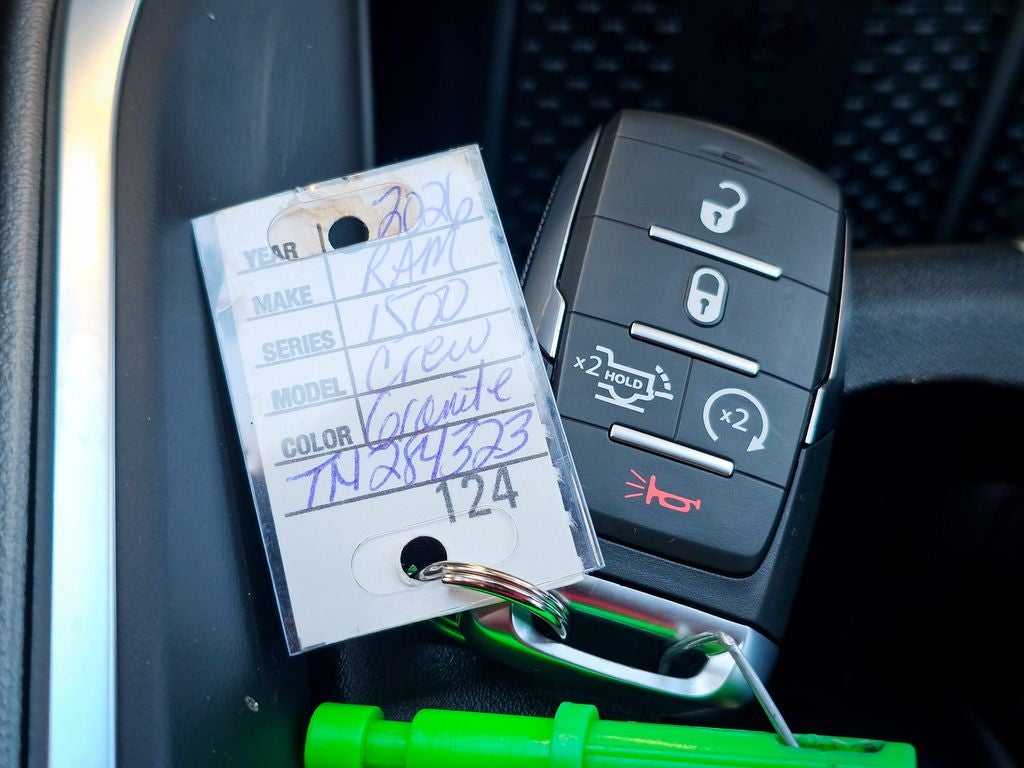 YEAR 2026
MAKE RAM
SERIES 1500
MODEL Crew
COLOR Granite
TN284323
124
x2 HOLD
x2